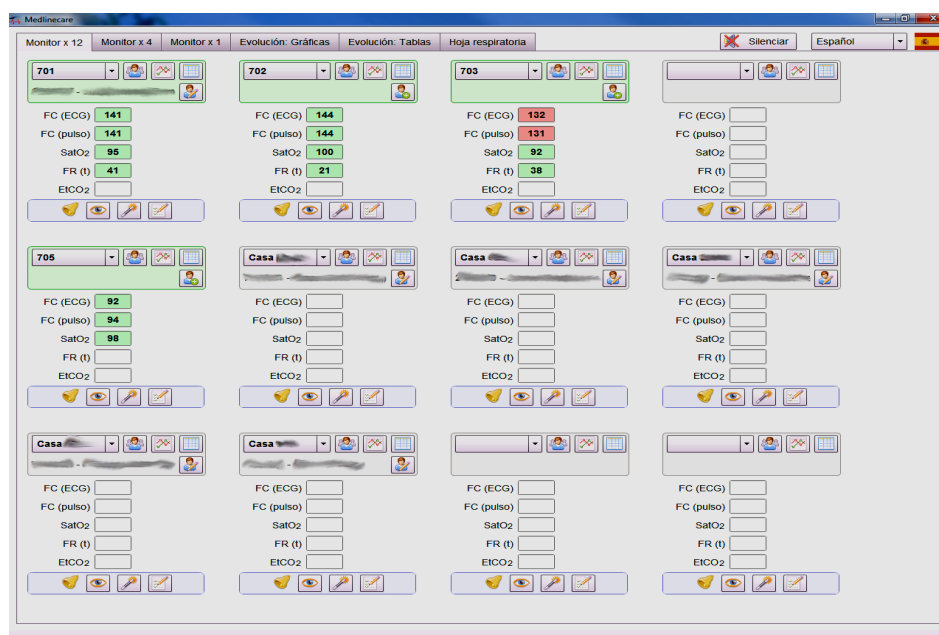 Medlinecare
Monitor x 12 Monitor x 4 Monitor x 1 Evolución: Gráficas Evolución: Tablas Hoja respiratoria Silenciar Español
701 702 703
FC (ECG) 141 FC (ECG) 144 FC (ECG) 132 FC (ECG)
FC (pulso) 141 FC (pulso) 144 FC (pulso) 131 FC (pulso)
SatO2 95 SatO2 100 SatO2 92 SatO2
FR (t) 41 FR (t) 21 FR (t) 38 FR (t)
EtCO2 EtCO2 EtCO2 EtCO2
705 Casa Casa Casa
FC (ECG) 92 FC (ECG) FC (ECG) FC (ECG)
FC (pulso) 94 FC (pulso) FC (pulso) FC (pulso)
SatO2 98 SatO2 SatO2 SatO2
FR (t) FR (t) FR (t) FR (t)
EtCO2 EtCO2 EtCO2 EtCO2
Casa Casa
FC (ECG) FC (ECG) FC (ECG) FC (ECG)
FC (pulso) FC (pulso) FC (pulso) FC (pulso)
SatO2 SatO2 SatO2 SatO2
FR (t) FR (t) FR (t) FR (t)
EtCO2 EtCO2 EtCO2 EtCO2